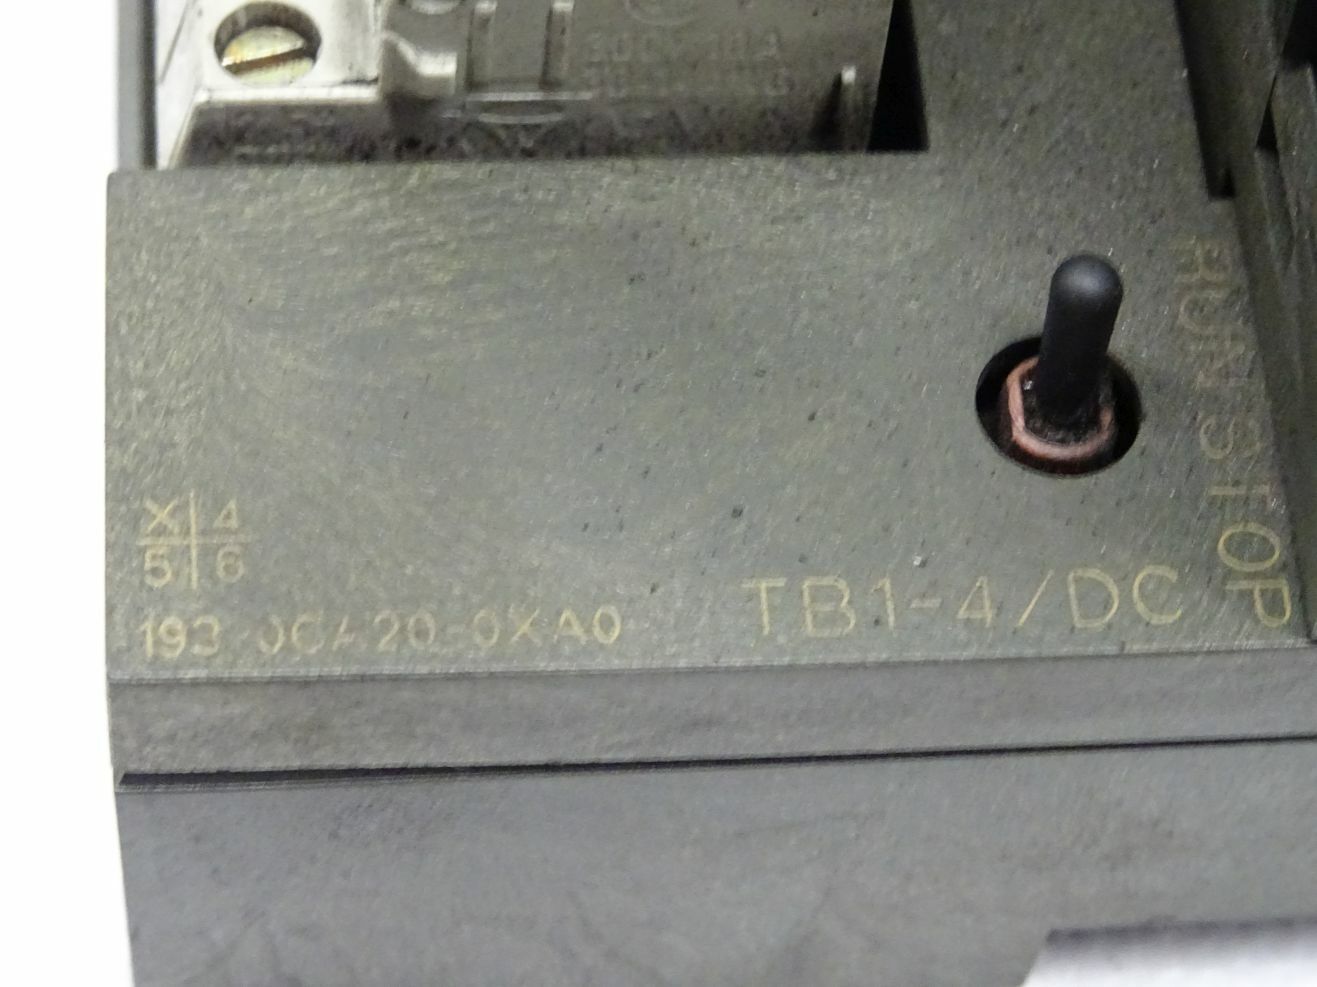 RUN STOP
X 4
5 6
193-0CA20-0XA0
TB1-4/DC